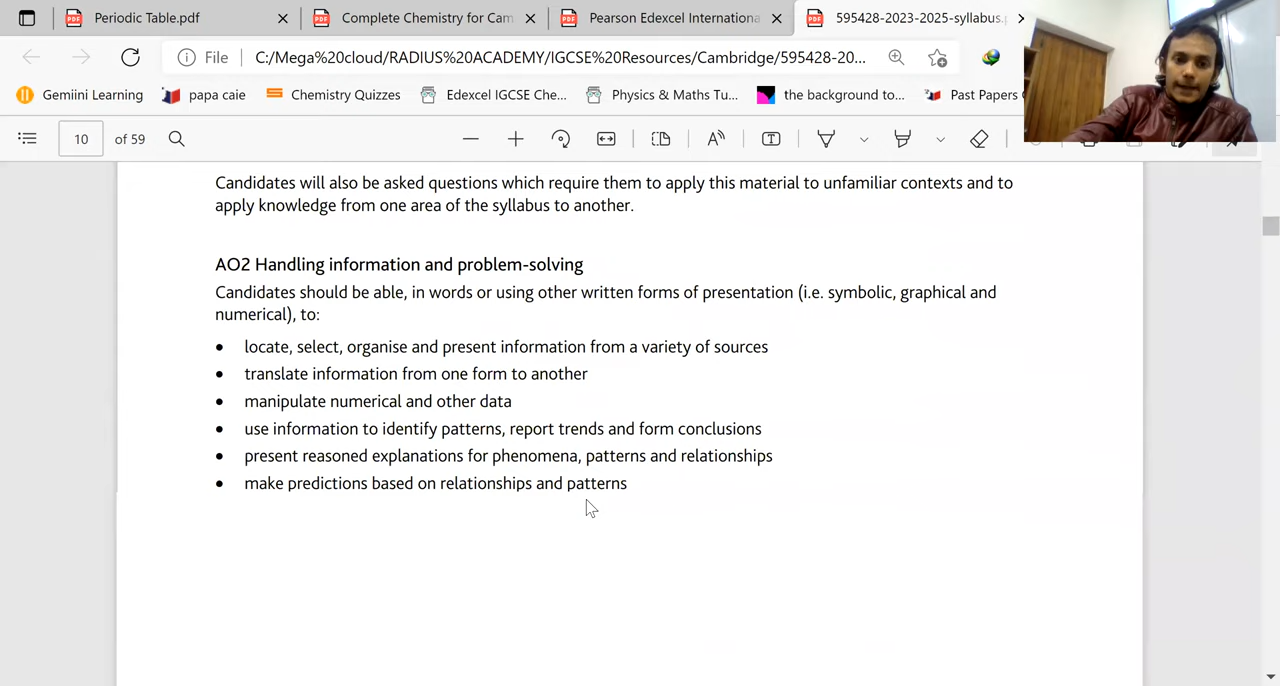 Periodic Table.pdf
Complete Chemistry for Cam
Pearson Edexcel Internationa
595428-2023-2025-syllabus.p
File
C:/Mega%20cloud/RADIUS%20ACADEMY/IGCSE%20Resources/Cambridge/595428-20...
Gemiini Learning
papa caie
Chemistry Quizzes
Edexcel IGCSE Che...
Physics & Maths Tu...
the background to...
Past Papers
10
of 59
Candidates will also be asked questions which require them to apply this material to unfamiliar contexts and to
apply knowledge from one area of the syllabus to another.
AO2 Handling information and problem-solving
Candidates should be able, in words or using other written forms of presentation (i.e. symbolic, graphical and
numerical), to:
• locate, select, organise and present information from a variety of sources
• translate information from one form to another
• manipulate numerical and other data
• use information to identify patterns, report trends and form conclusions
• present reasoned explanations for phenomena, patterns and relationships
• make predictions based on relationships and patterns